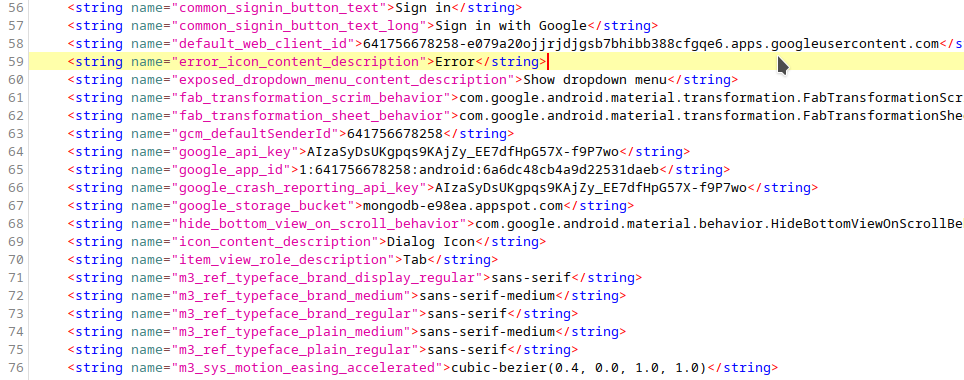 56 <string name="common_signin_button_text">Sign in</string>
57 <string name="common_signin_button_text_long">Sign in with Google</string>
58 <string name="default_web_client_id">641756678258-e079a20ojjrjdjgsb7bhibb388cfgqe6.apps.googleusercontent.com</s
59 <string name="error_icon_content_description">Error</string>
60 <string name="exposed_dropdown_menu_content_description">Show dropdown menu</string>
61 <string name="fab_transformation_scrim_behavior">com.google.android.material.transformation.FabTransformationScr
62 <string name="fab_transformation_sheet_behavior">com.google.android.material.transformation.FabTransformationShe
63 <string name="gcm_defaultSenderId">641756678258</string>
64 <string name="google_api_key">AIzaSyDsUKgpqs9KAjZy_EE7dfHpG57X-f9P7wo</string>
65 <string name="google_app_id">1:641756678258:android:6a6dc48cb4a9d22531daeb</string>
66 <string name="google_crash_reporting_api_key">AIzaSyDsUKgpqs9KAjZy_EE7dfHpG57X-f9P7wo</string>
67 <string name="google_storage_bucket">mongodb-e98ea.appspot.com</string>
68 <string name="hide_bottom_view_on_scroll_behavior">com.google.android.material.behavior.HideBottomViewOnScrollBe
69 <string name="icon_content_description">Dialog Icon</string>
70 <string name="item_view_role_description">Tab</string>
71 <string name="m3_ref_typeface_brand_display_regular">sans-serif</string>
72 <string name="m3_ref_typeface_brand_medium">sans-serif-medium</string>
73 <string name="m3_ref_typeface_brand_regular">sans-serif</string>
74 <string name="m3_ref_typeface_plain_medium">sans-serif-medium</string>
75 <string name="m3_ref_typeface_plain_regular">sans-serif</string>
76 <string name="m3_sys_motion_easing_accelerated">cubic-bezier(0.4, 0.0, 1.0, 1.0)</string>